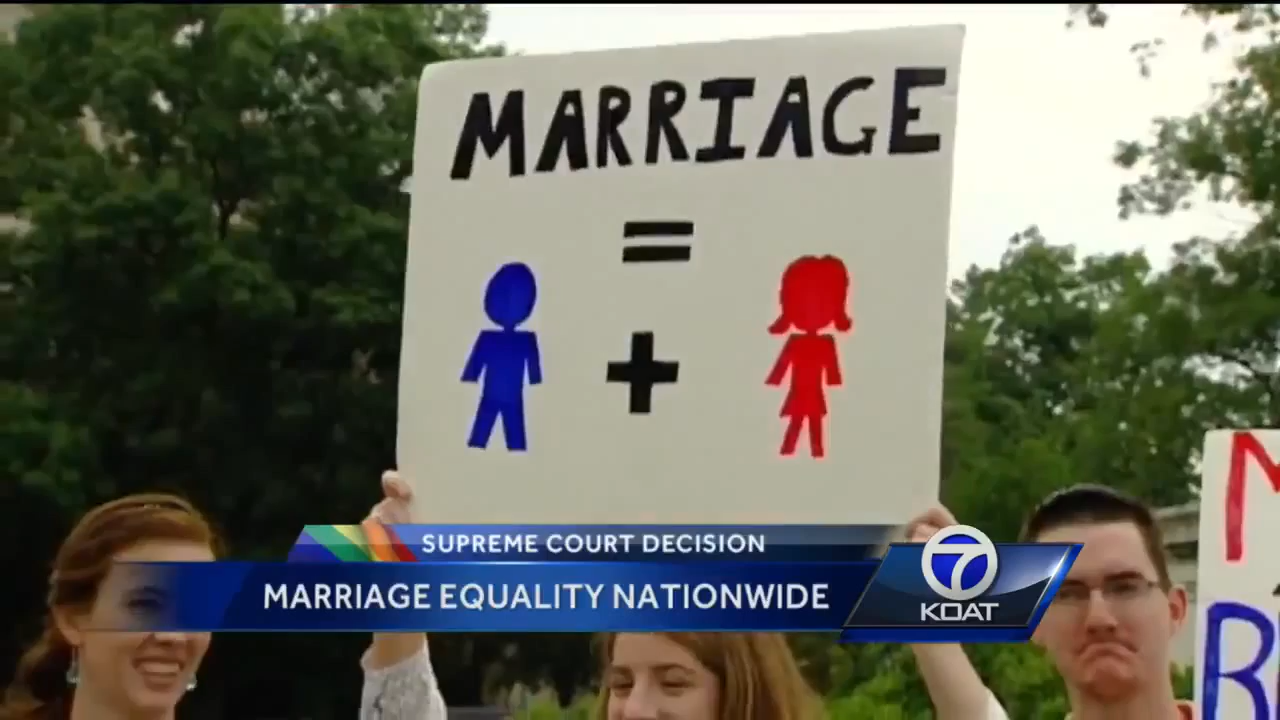 MARRIAGE
=
+
SUPREME COURT DECISION
MARRIAGE EQUALITY NATIONWIDE
7
KOAT